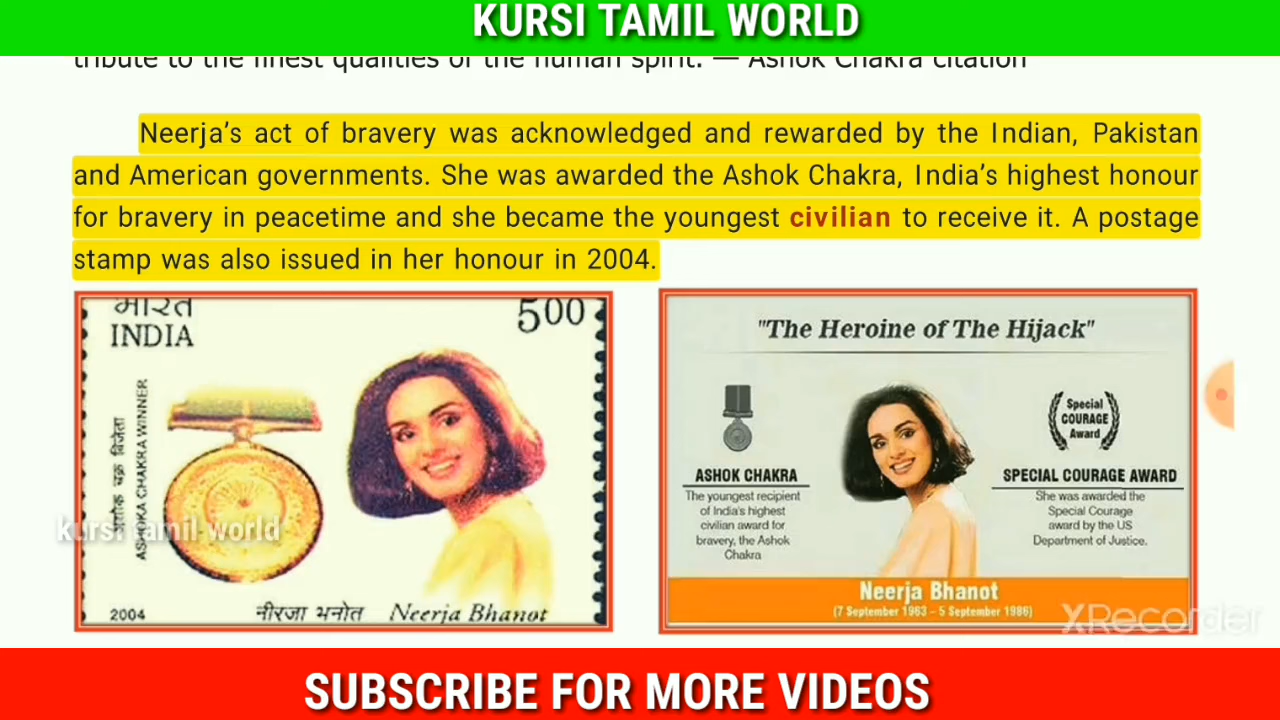 KURSI TAMIL WORLD
tribute to the finest qualities of the human spirit. — Ashok Chakra citation
Neerja's act of bravery was acknowledged and rewarded by the Indian, Pakistan
and American governments. She was awarded the Ashok Chakra, India's highest honour
for bravery in peacetime and she became the youngest civilian to receive it. A postage
stamp was also issued in her honour in 2004.
भारत
INDIA
500
अशोक चक्र विजेता
ASHOKA CHAKRA WINNER
2004
नीरजा भनोत Neerja Bhanot
kursi tamil world
"The Heroine of The Hijack"
ASHOK CHAKRA
The youngest recipient
of India's highest
civilian award for
bravery, the Ashok
Chakra
Special
COURAGE
Award
SPECIAL COURAGE AWARD
She was awarded the
Special Courage
award by the US
Department of Justice.
Neerja Bhanot
(7 September 1963 – 5 September 1986)
XRecorder
SUBSCRIBE FOR MORE VIDEOS